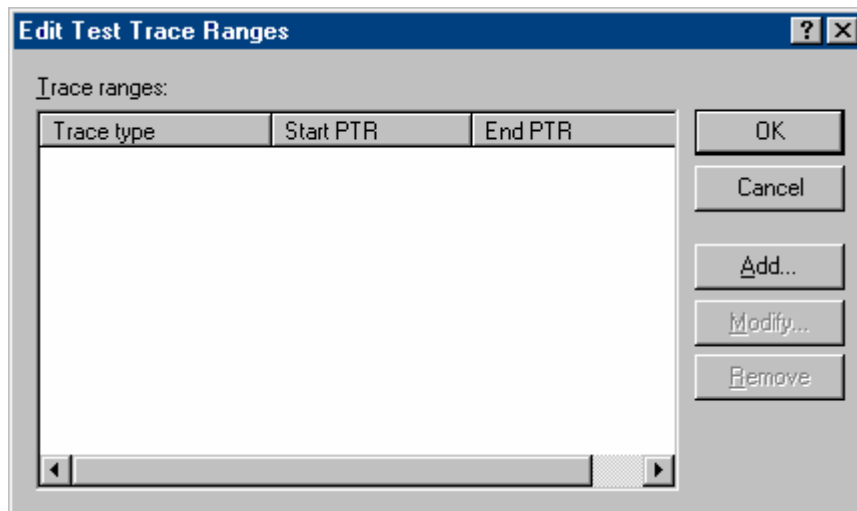 Edit Test Trace Ranges
Trace ranges:
Trace type Start PTR End PTR
OK
Cancel
Add...
Modify...
Remove